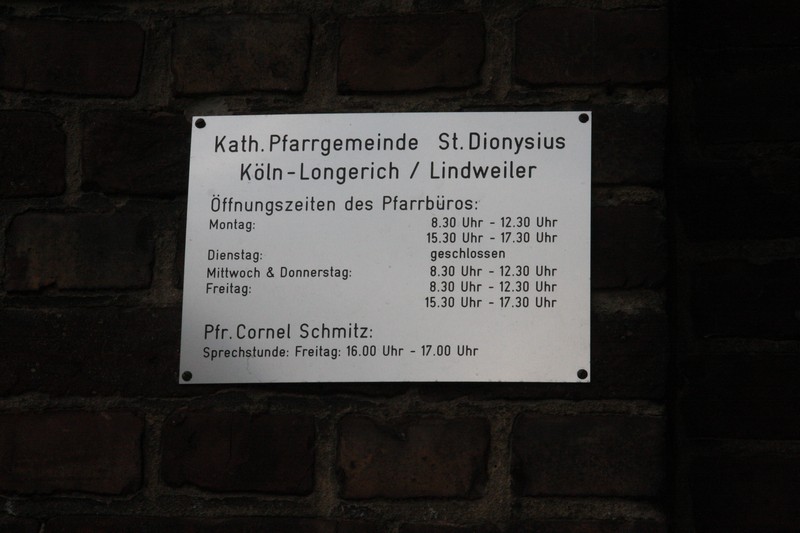 Kath. Pfarrgemeinde St. Dionysius
Köln-Longerich / Lindweiler
Öffnungszeiten des Pfarrbüros:
Montag: 8.30 Uhr - 12.30 Uhr
15.30 Uhr - 17.30 Uhr
Dienstag: geschlossen
Mittwoch & Donnerstag: 8.30 Uhr - 12.30 Uhr
Freitag: 8.30 Uhr - 12.30 Uhr
15.30 Uhr - 17.30 Uhr
Pfr. Cornel Schmitz:
Sprechstunde: Freitag: 16.00 Uhr - 17.00 Uhr